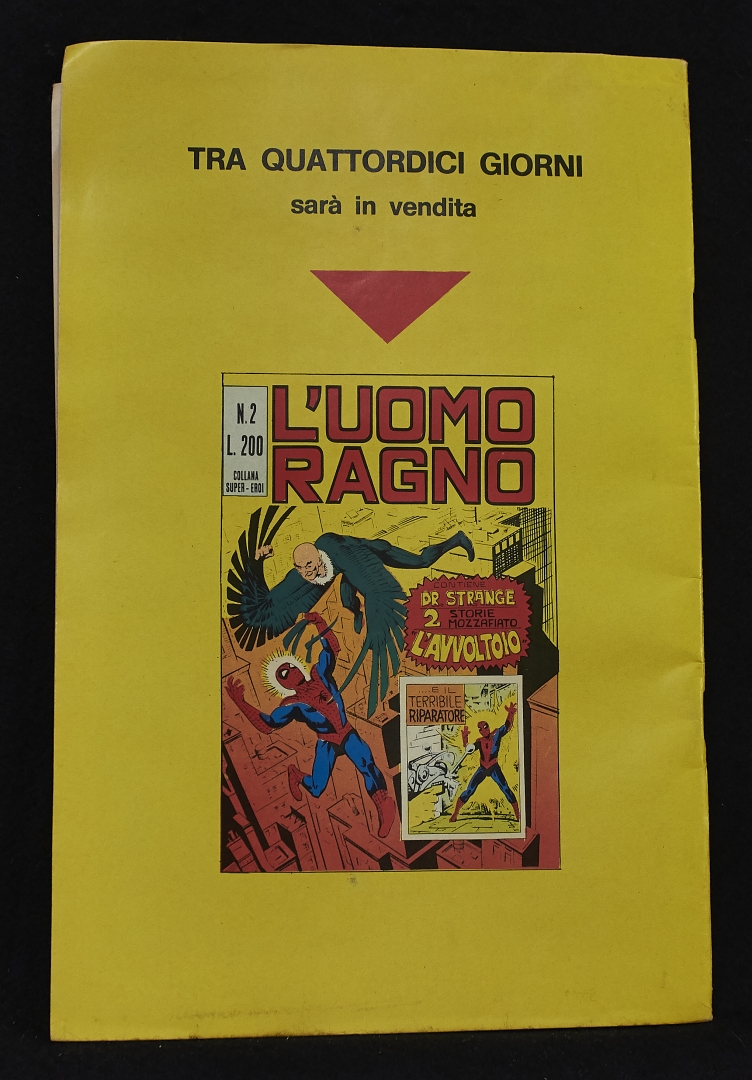 TRA QUATTORDICI GIORNI
sarà in vendita
N.2
L. 200
COLLANA
SUPER-EROI
L'UOMO
RAGNO
CONTIENE
DR STRANGE
2 STORIE
MOZZAFIATO
L'AVVOLTOIO
....E IL
TERRIBILE
RIPARATORE